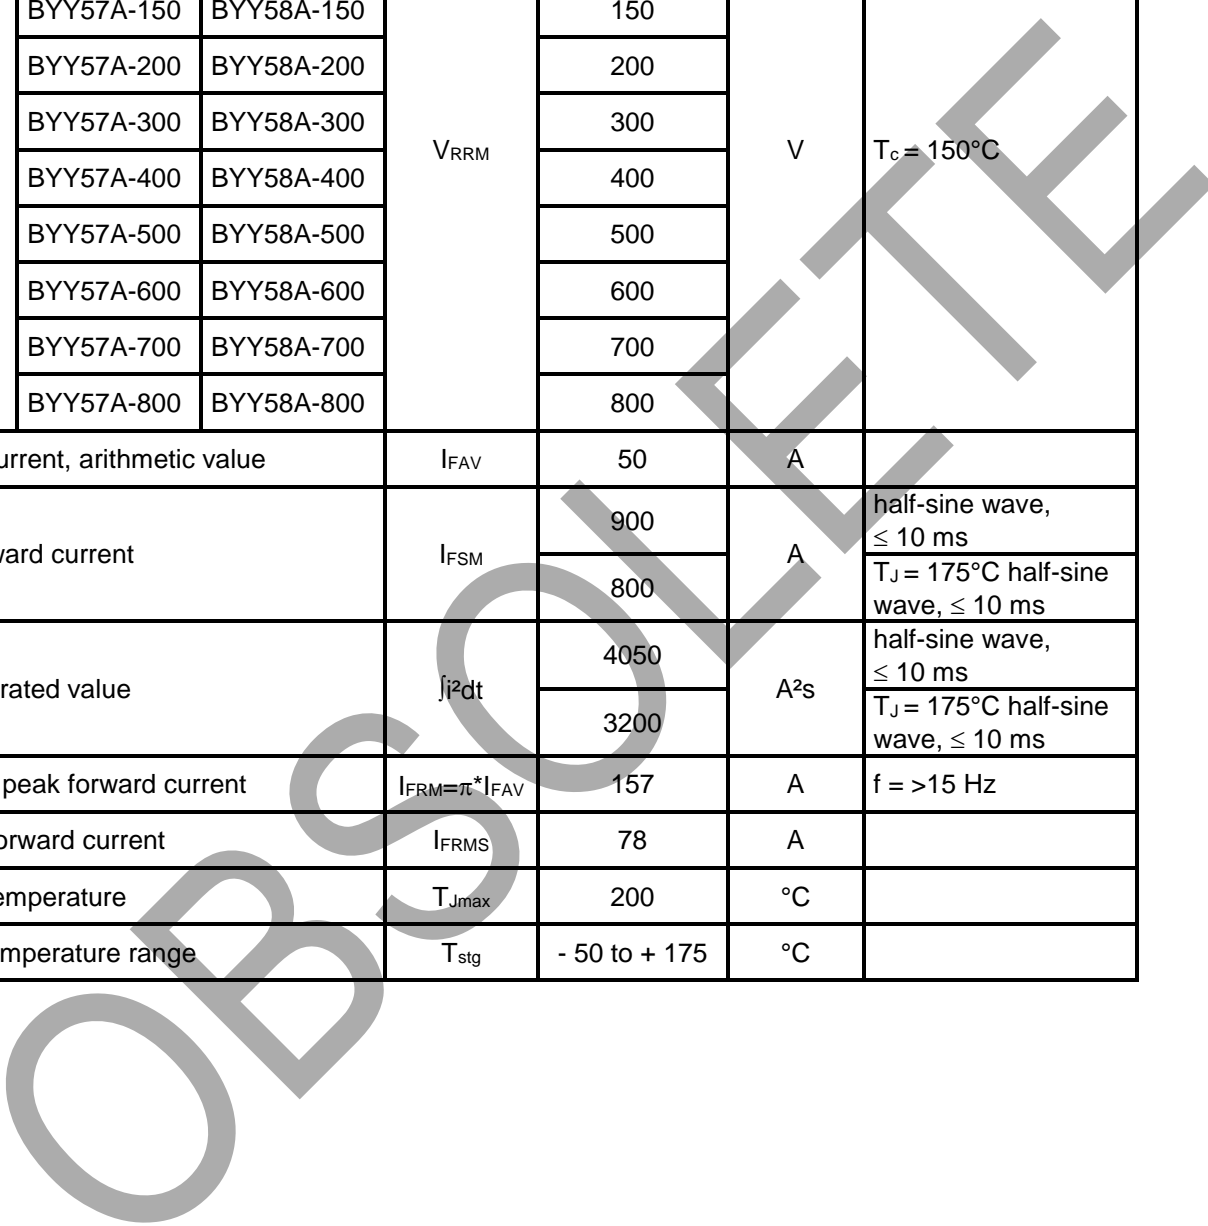 BYY57A-150 BYY58A-150 150
BYY57A-200 BYY58A-200 200
BYY57A-300 BYY58A-300 300
VRRM V Tc = 150°C
BYY57A-400 BYY58A-400 400
BYY57A-500 BYY58A-500 500
BYY57A-600 BYY58A-600 600
BYY57A-700 BYY58A-700 700
BYY57A-800 BYY58A-800 800
urrent, arithmetic value IFAV 50 A
ward current IFSM 900 A half-sine wave,
≤ 10 ms
800 TJ = 175°C half-sine
wave, ≤ 10 ms
rated value ∫i²dt 4050 A²s half-sine wave,
≤ 10 ms
3200 TJ = 175°C half-sine
wave, ≤ 10 ms
peak forward current IFRM=π*IFAV 157 A f = >15 Hz
orward current IFRMS 78 A
emperature TJmax 200 °C
mperature range Tstg - 50 to + 175 °C
OBSOLETE